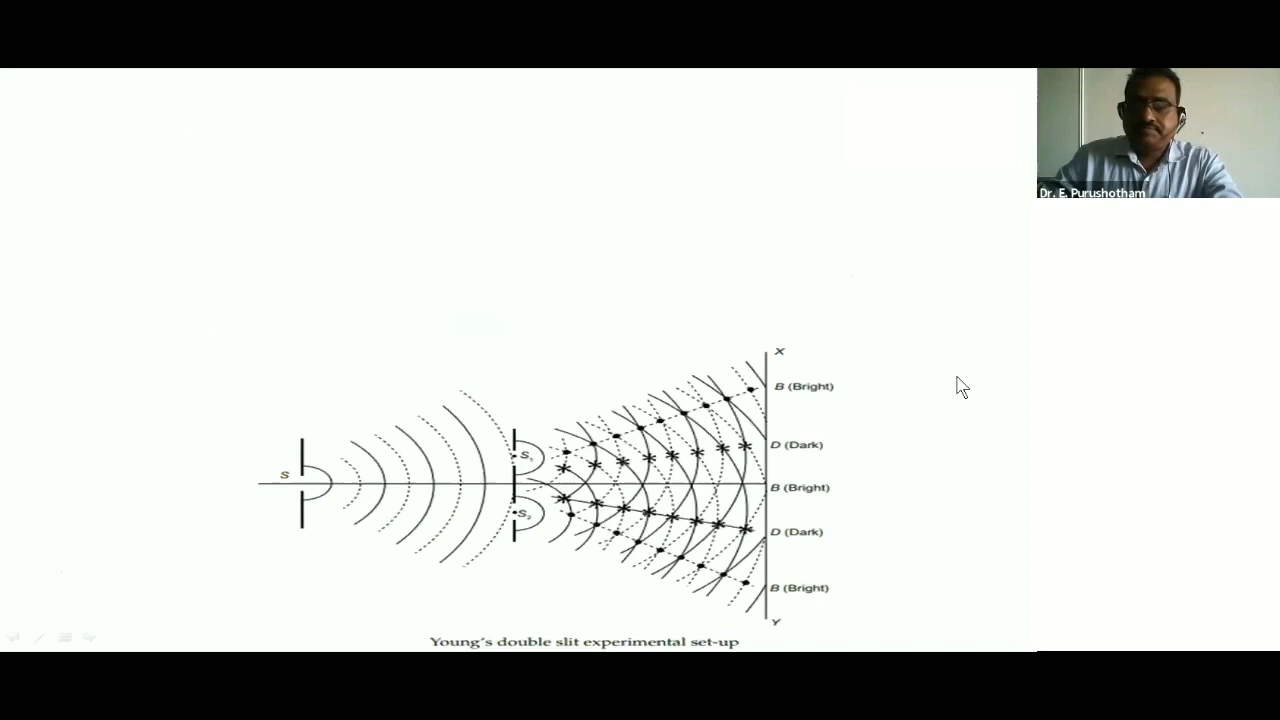 Dr. E. Purushotham
X
B (Bright)
S
S₁
D (Dark)
B (Bright)
S₂
D (Dark)
B (Bright)
Y
Young's double slit experimental set-up